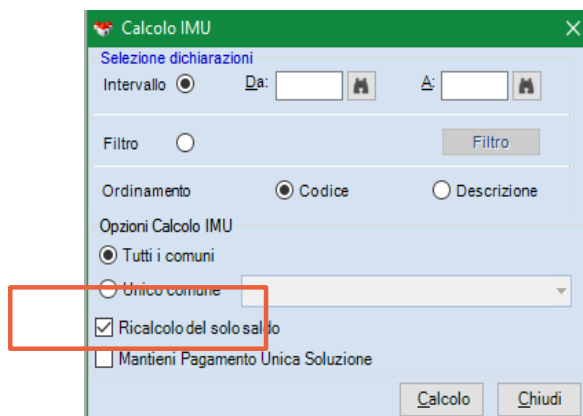 Calcolo IMU
Selezione dichiarazioni
Intervallo Da: A:
Filtro Filtro
Ordinamento Codice Descrizione
Opzioni Calcolo IMU
Tutti i comuni
Unico comune
Ricalcolo del solo saldo
Mantieni Pagamento Unica Soluzione
Calcolo Chiudi